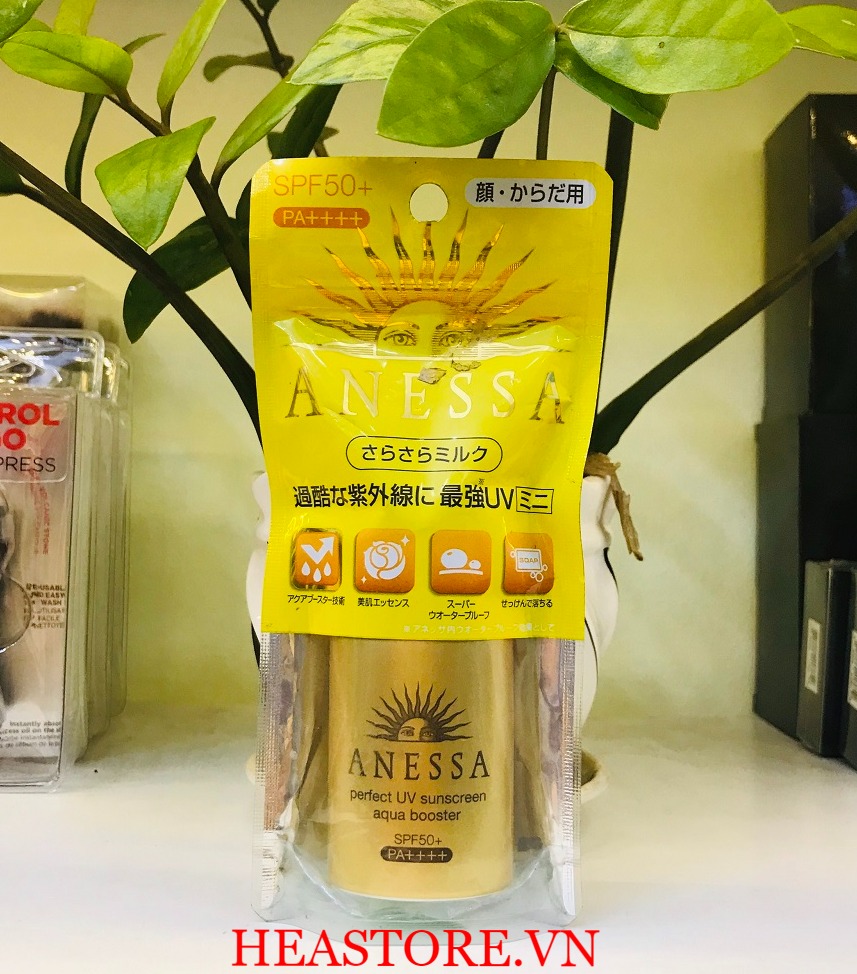 SPF50+
PA++++
顔・からだ用
ANESSA
さらさらミルク
過酷な紫外線に 最強UV ミニ
※
SOAP
アクアブースター技術
美肌エッセンス
スーパー
ウォータープルーフ
せっけんで落ちる
ANESSA
perfect UV sunscreen
aqua booster
SPF50+
PA++++
ROL
GO
PRESS
Instantly
HEASTORE.VN